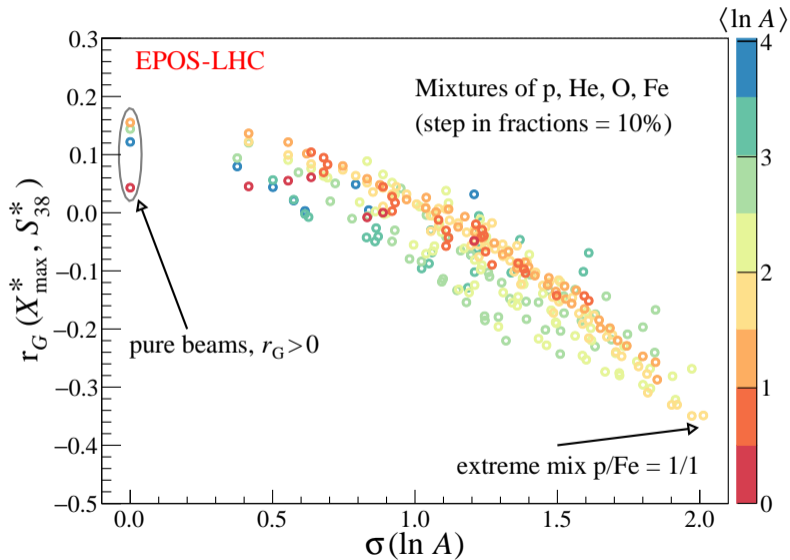 ⟨ln A⟩
EPOS-LHC
Mixtures of p, He, O, Fe
(step in fractions = 10%)
r_G (X*_max, S*_38)
0.3
0.2
0.1
0.0
−0.1
−0.2
−0.3
−0.4
−0.5
pure beams, r_G>0
extreme mix p/Fe = 1/1
0.0
0.5
1.0
1.5
2.0
σ(ln A)
4
3
2
1
0